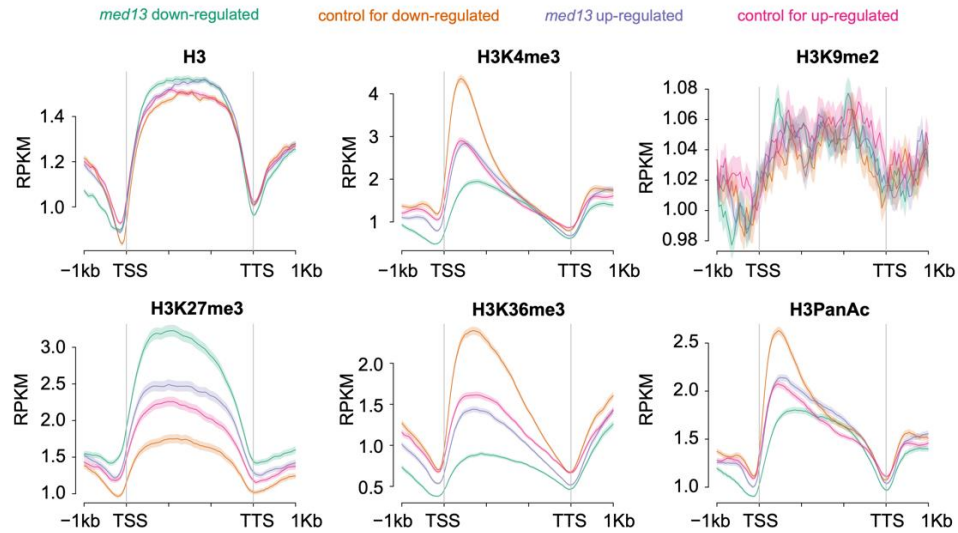 med13 down-regulated control for down-regulated med13 up-regulated control for up-regulated
H3
RPKM
1.4
1.2
1.0
−1kb TSS TTS 1Kb
H3K4me3
RPKM
4
3
2
1
−1kb TSS TTS 1Kb
H3K9me2
RPKM
1.08
1.06
1.04
1.02
1.00
0.98
−1kb TSS TTS 1Kb
H3K27me3
RPKM
3.0
2.5
2.0
1.5
1.0
−1kb TSS TTS 1Kb
H3K36me3
RPKM
2.0
1.5
1.0
0.5
−1kb TSS TTS 1Kb
H3PanAc
RPKM
2.5
2.0
1.5
1.0
−1kb TSS TTS 1Kb